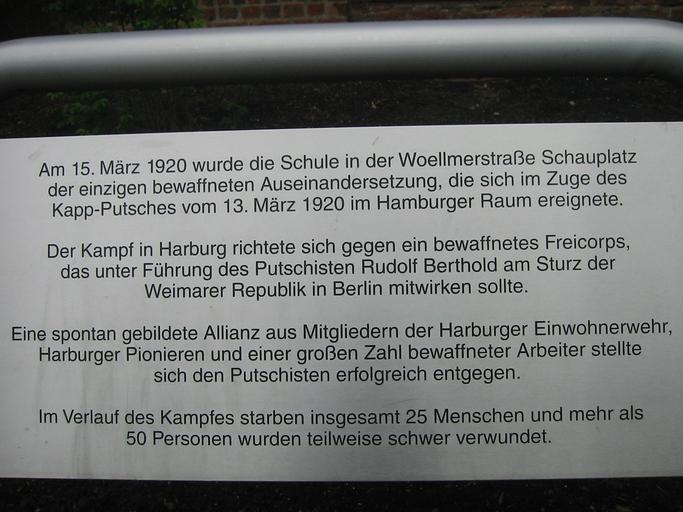 Am 15. März 1920 wurde die Schule in der Woellmerstraße Schauplatz
der einzigen bewaffneten Auseinandersetzung, die sich im Zuge des
Kapp-Putsches vom 13. März 1920 im Hamburger Raum ereignete.
Der Kampf in Harburg richtete sich gegen ein bewaffnetes Freicorps,
das unter Führung des Putschisten Rudolf Berthold am Sturz der
Weimarer Republik in Berlin mitwirken sollte.
Eine spontan gebildete Allianz aus Mitgliedern der Harburger Einwohnerwehr,
Harburger Pionieren und einer großen Zahl bewaffneter Arbeiter stellte
sich den Putschisten erfolgreich entgegen.
Im Verlauf des Kampfes starben insgesamt 25 Menschen und mehr als
50 Personen wurden teilweise schwer verwundet.